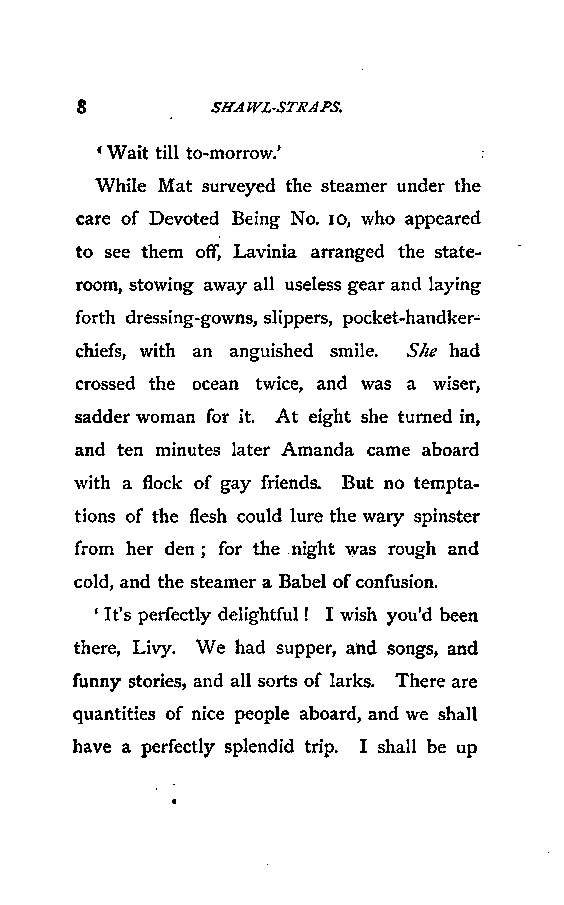 8 SHAWL-STRAPS.
‘ Wait till to-morrow.’
While Mat surveyed the steamer under the
care of Devoted Being No. 10, who appeared
to see them off, Lavinia arranged the state-
room, stowing away all useless gear and laying
forth dressing-gowns, slippers, pocket-handker-
chiefs, with an anguished smile. She had
crossed the ocean twice, and was a wiser,
sadder woman for it. At eight she turned in,
and ten minutes later Amanda came aboard
with a flock of gay friends. But no tempta-
tions of the flesh could lure the wary spinster
from her den ; for the night was rough and
cold, and the steamer a Babel of confusion.
‘ It's perfectly delightful ! I wish you'd been
there, Livy. We had supper, and songs, and
funny stories, and all sorts of larks. There are
quantities of nice people aboard, and we shall
have a perfectly splendid trip. I shall be up